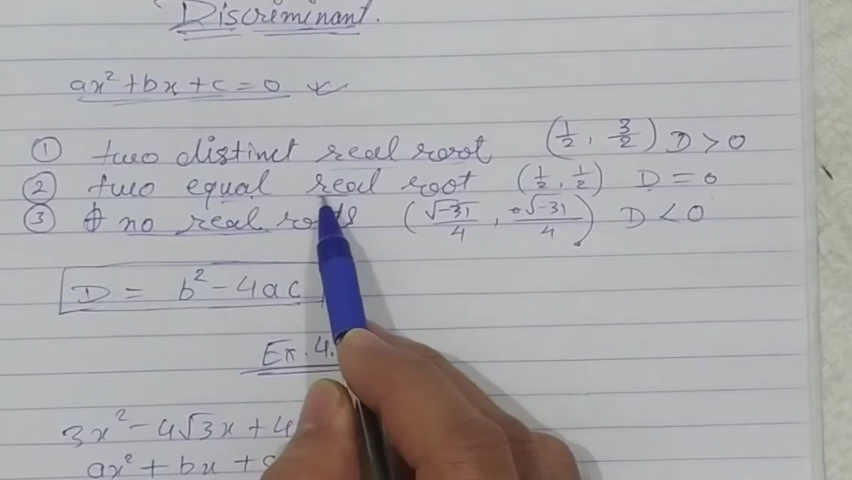 Discreminant.
ax²+bx+c=0
① two distinct real root (1/2, 3/2) D>0
② two equal real root (1/2, 1/2) D=0
③ no real roots (√-31/4, √-31/4) D<0
D = b²-4ac
Ex.4.
3x²-4√3x+4
ax²+bx+c